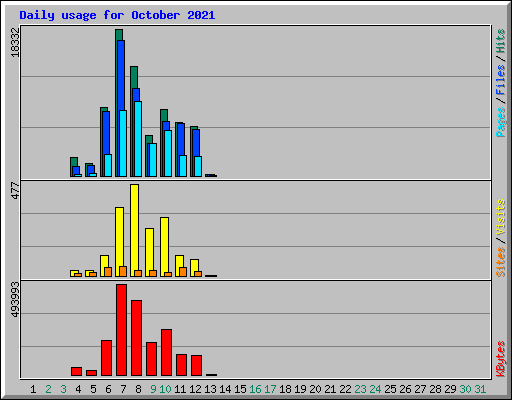 Daily usage for October 2021
18332
Pages / Files / Hits
477
Sites / Visits
493993
KBytes
1 2 3 4 5 6 7 8 9 10 11 12 13 14 15 16 17 18 19 20 21 22 23 24 25 26 27 28 29 30 31